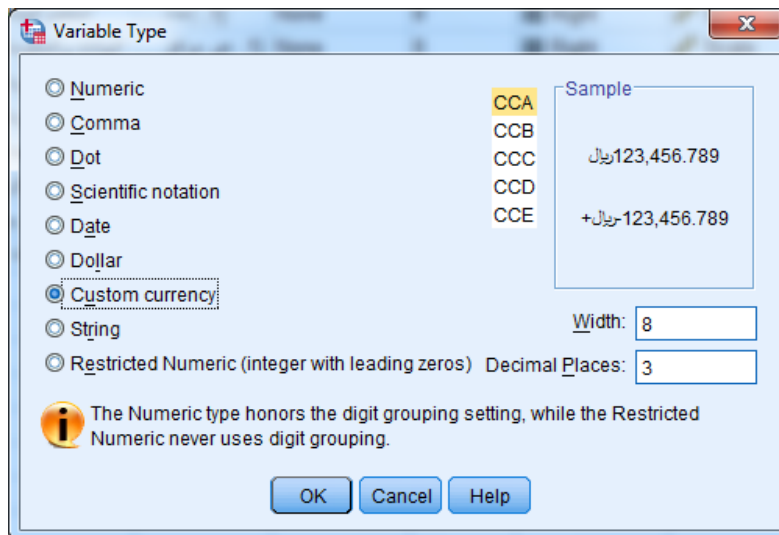 Variable Type
Numeric
Comma
Dot
Scientific notation
Date
Dollar
Custom currency
String
Restricted Numeric (integer with leading zeros)
CCA
CCB
CCC
CCD
CCE
Sample
ریال123,456.789
+ریال-123,456.789
Width: 8
Decimal Places: 3
The Numeric type honors the digit grouping setting, while the Restricted
Numeric never uses digit grouping.
OK
Cancel
Help